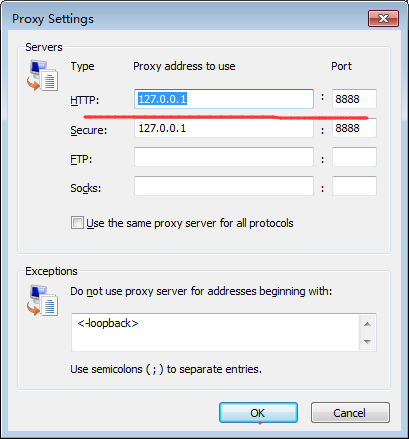 Proxy Settings
Servers
Type Proxy address to use Port
HTTP: 127.0.0.1 : 8888
Secure: 127.0.0.1 : 8888
FTP: :
Socks: :
Use the same proxy server for all protocols
Exceptions
Do not use proxy server for addresses beginning with:
<-loopback>
Use semicolons ( ; ) to separate entries.
OK Cancel